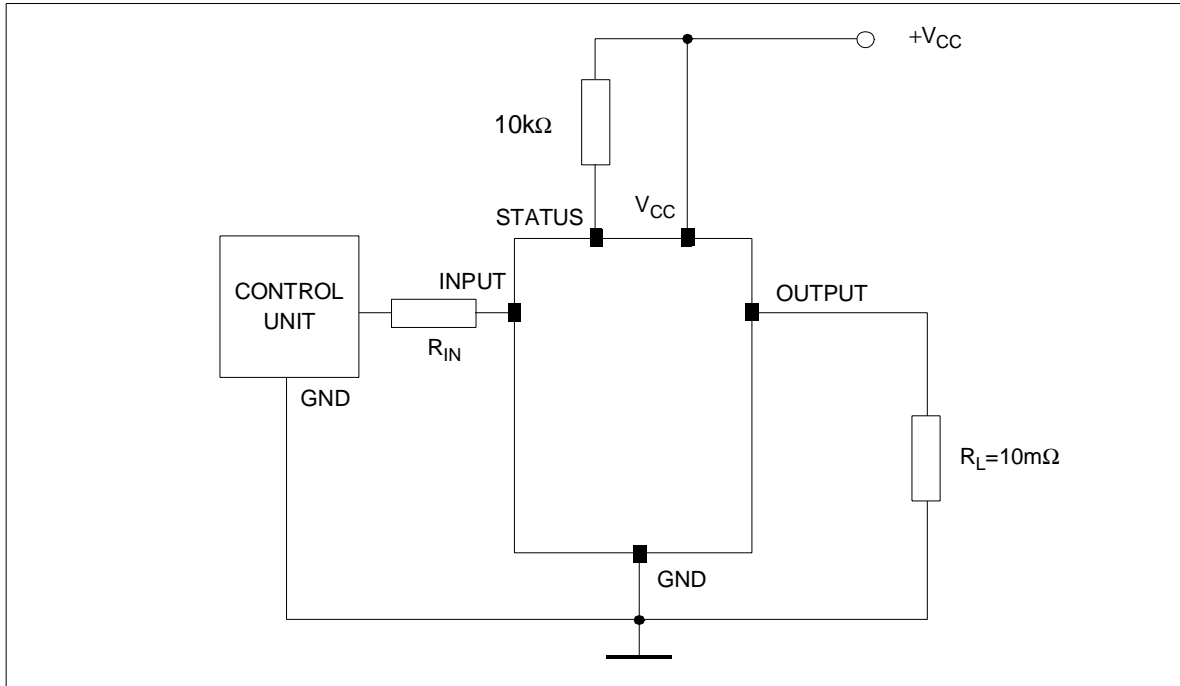 +VCC
10kΩ
STATUS
VCC
CONTROL
UNIT
INPUT
OUTPUT
RIN
GND
RL=10mΩ
GND